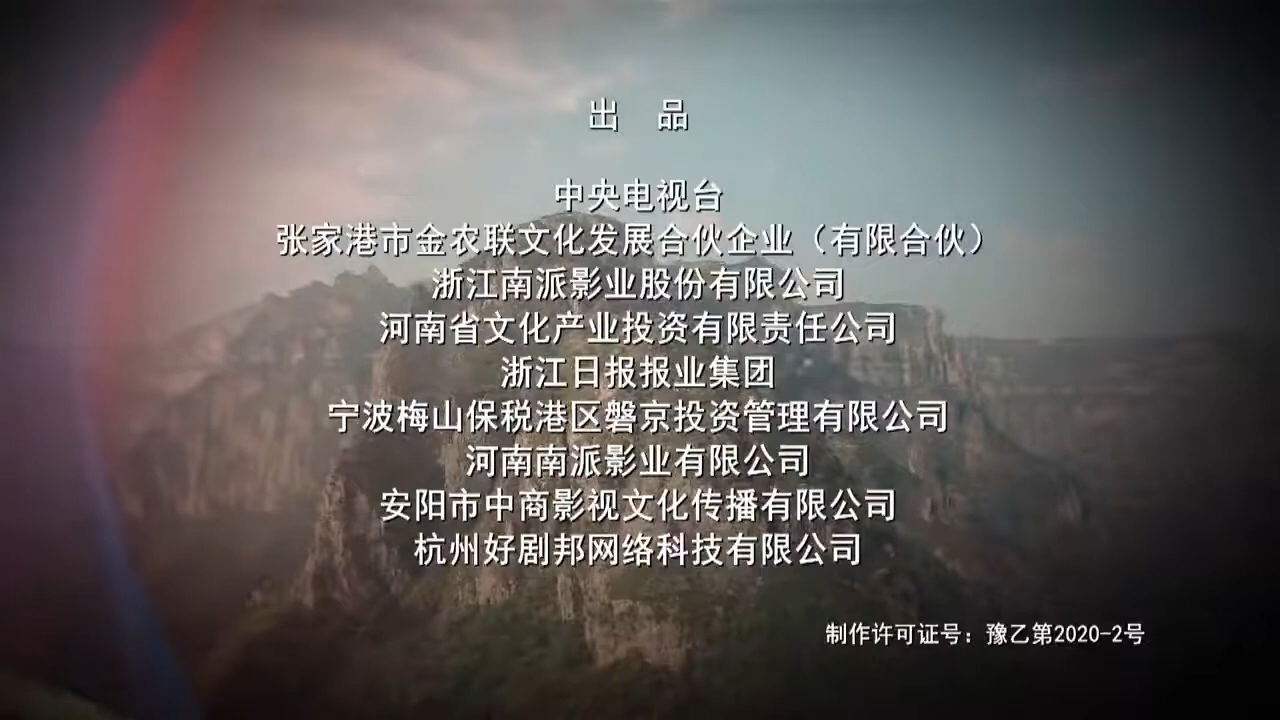 出 品
中央电视台
张家港市金农联文化发展合伙企业（有限合伙）
浙江南派影业股份有限公司
河南省文化产业投资有限责任公司
浙江日报报业集团
宁波梅山保税港区磐京投资管理有限公司
河南南派影业有限公司
安阳市中商影视文化传播有限公司
杭州好剧邦网络科技有限公司
制作许可证号：豫乙第2020-2号